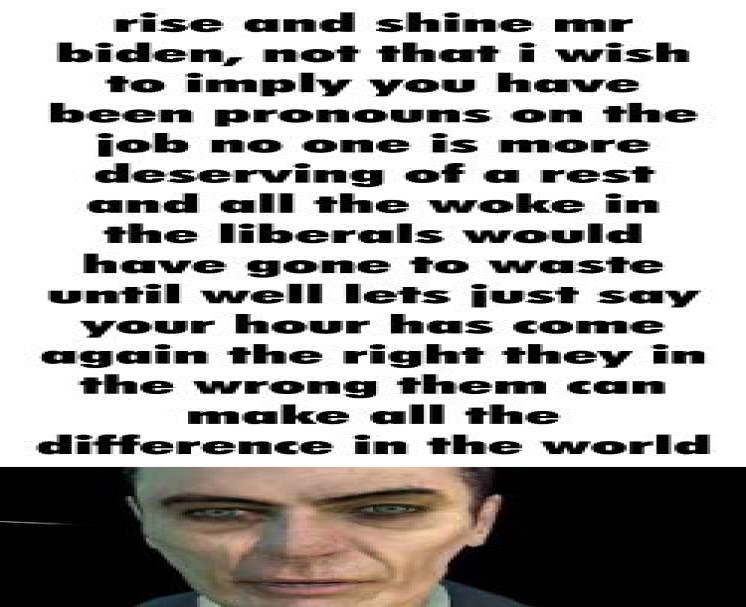 rise and shine mr
biden, not that i wish
to imply you have
been pronouns on the
job no one is more
deserving of a rest
and all the woke in
the liberals would
have gone to waste
until well lets just say
your hour has come
again the right they in
the wrong them can
make all the
difference in the world